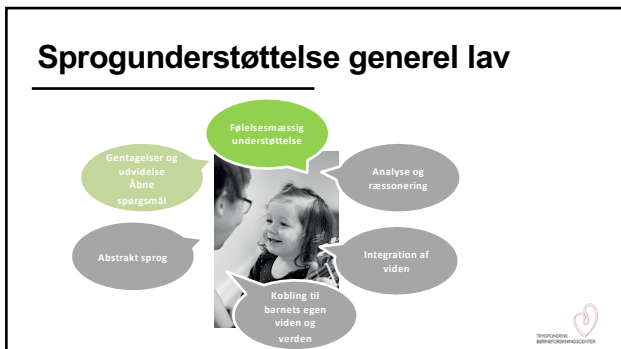 Sprogunderstøttelse generel lav
Følelsesmæssig
understøttelse
Gentagelser og
udvidelse
Åbne
spørgsmål
Analyse og
ræssonering
Abstrakt sprog
Integration af
viden
Kobling til
barnets egen
viden og
verden
TRYGFONDENS
BØRNEFORSKNINGSCENTER